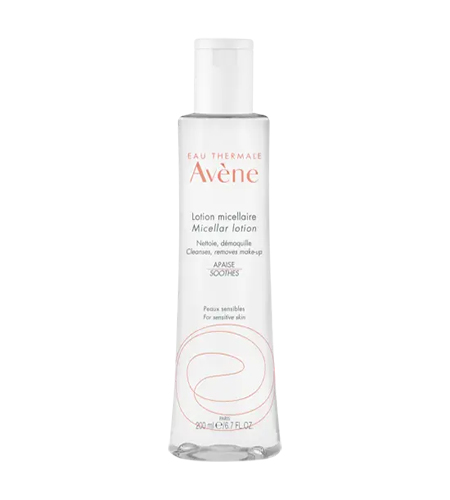 EAU THERMALE
Avène
Lotion micellaire
Micellar lotion
Nettoie, démaquille
Cleanses, removes make-up
APAISE
SOOTHES
Peaux sensibles
For sensitive skin
PARIS
200 ml ℮ 6.7 FL OZ